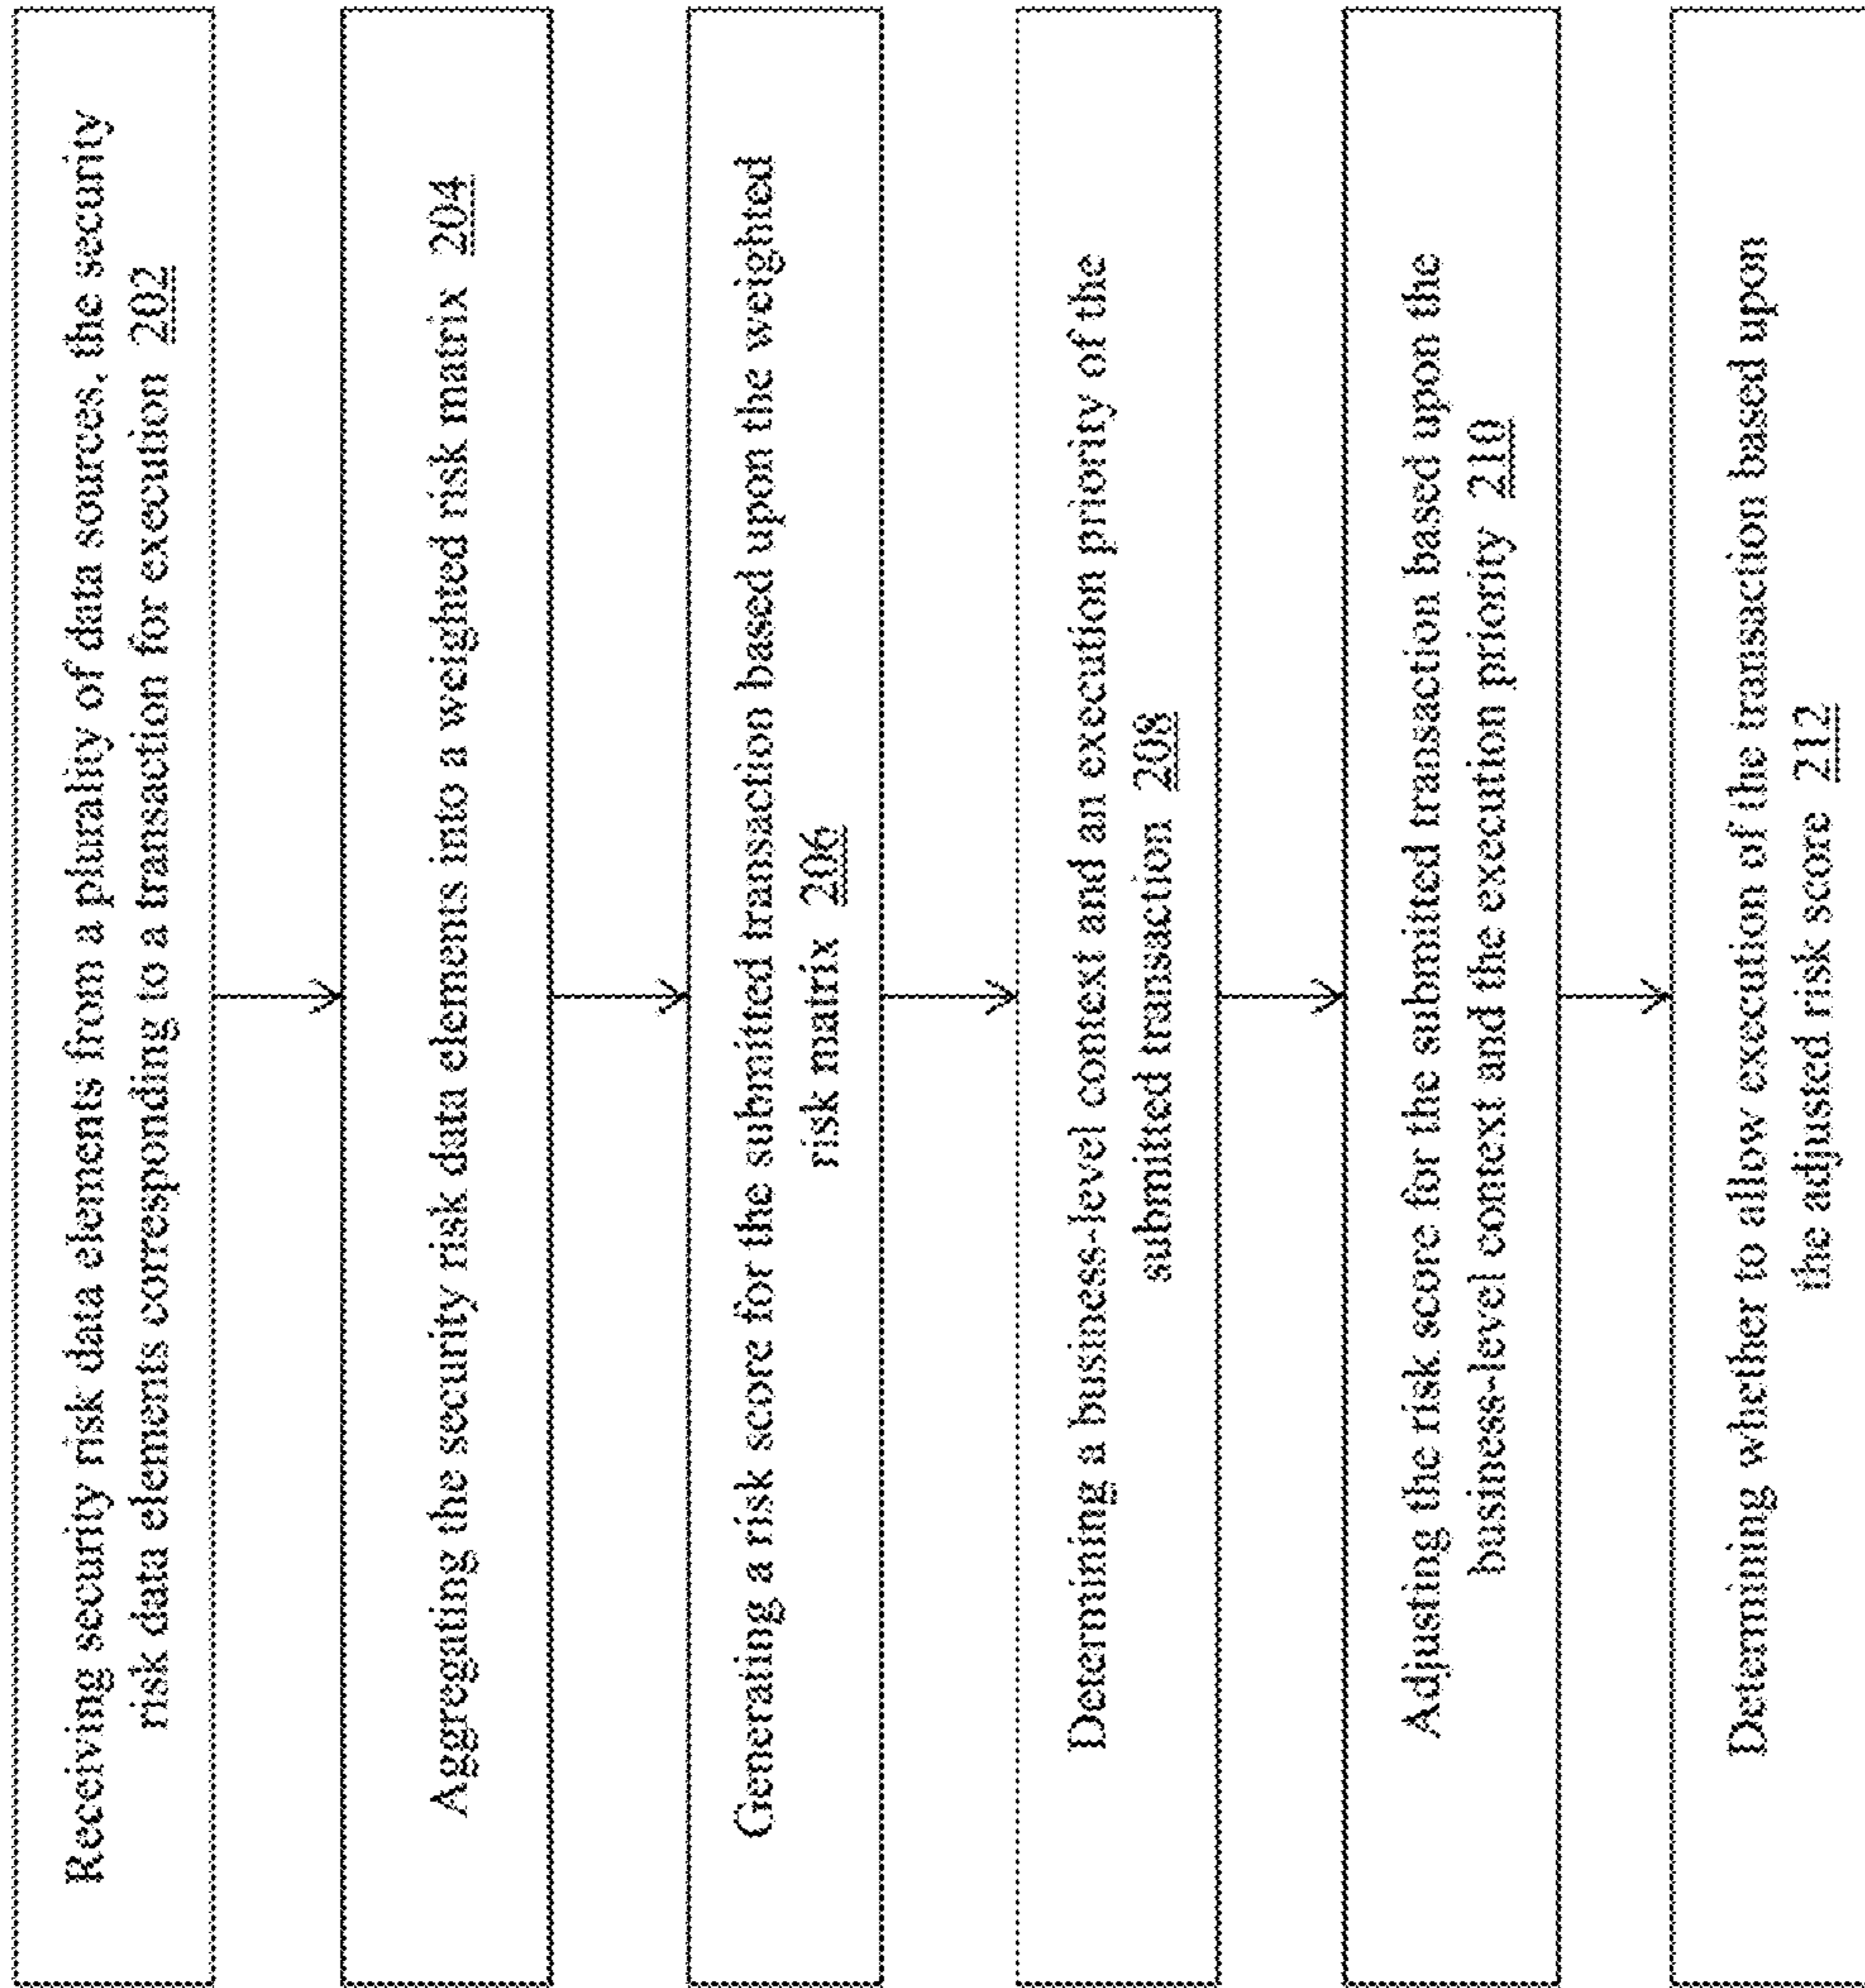 Receiving security risk data elements from a plurality of data sources, the security
risk data elements corresponding to a transaction for execution 202
Aggregating the security risk data elements into a weighted risk matrix 204
Generating a risk score for the submitted transaction based upon the weighted
risk matrix 206
Determining a business-level context and an execution priority of the
submitted transaction 208
Adjusting the risk score for the submitted transaction based upon the
business-level context and the execution priority 210
Determining whether to allow execution of the transaction based upon
the adjusted risk score 212